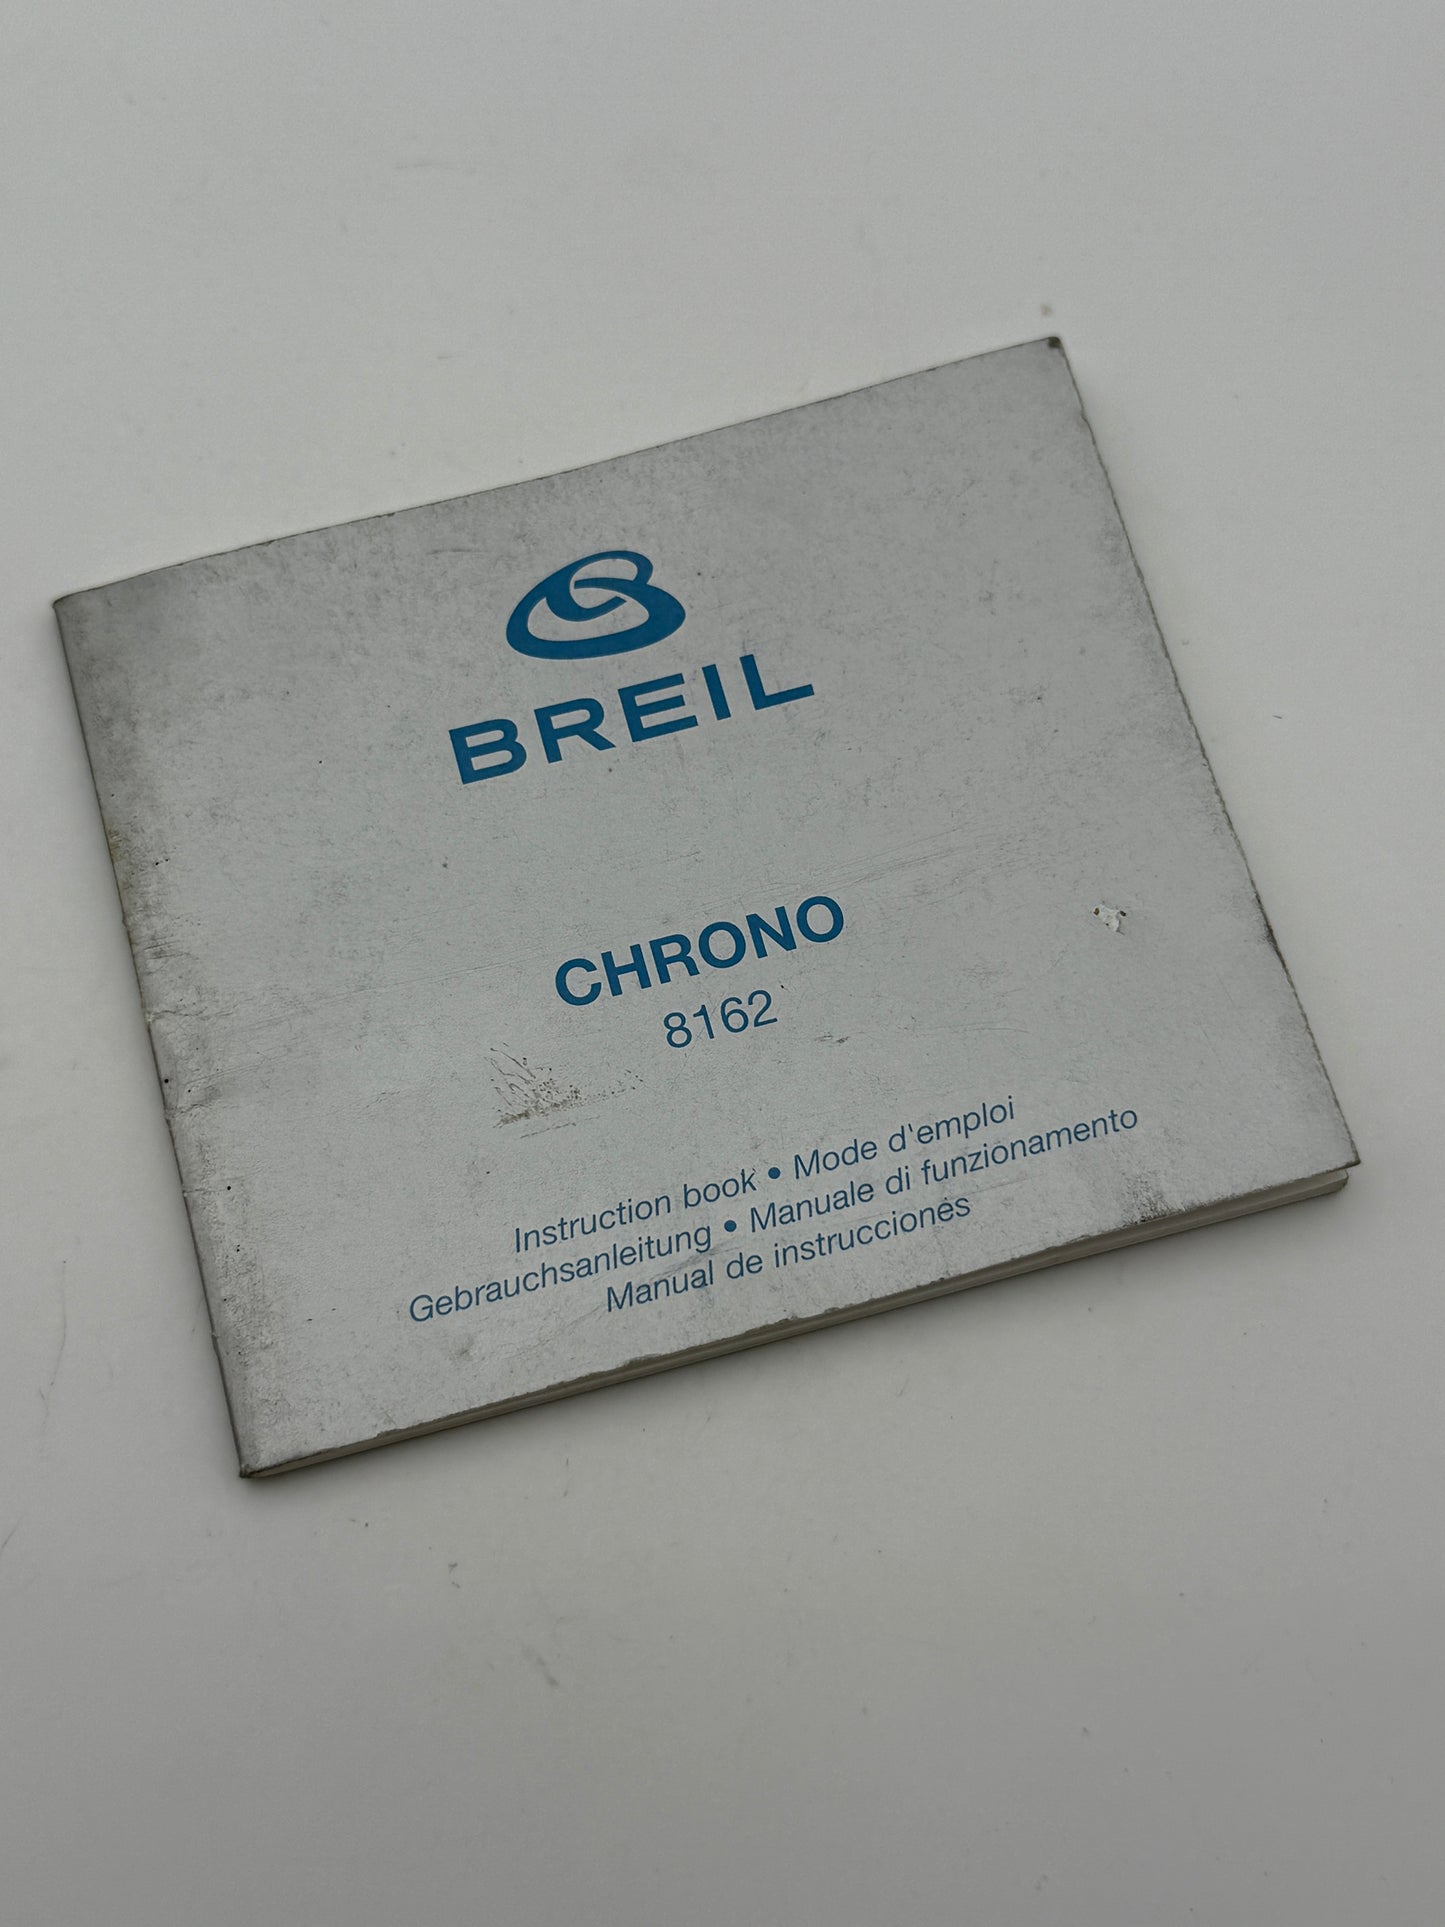 BREIL
CHRONO
8162
Instruction book • Mode d'emploi
Gebrauchsanleitung • Manuale di funzionamento
Manual de instrucciones